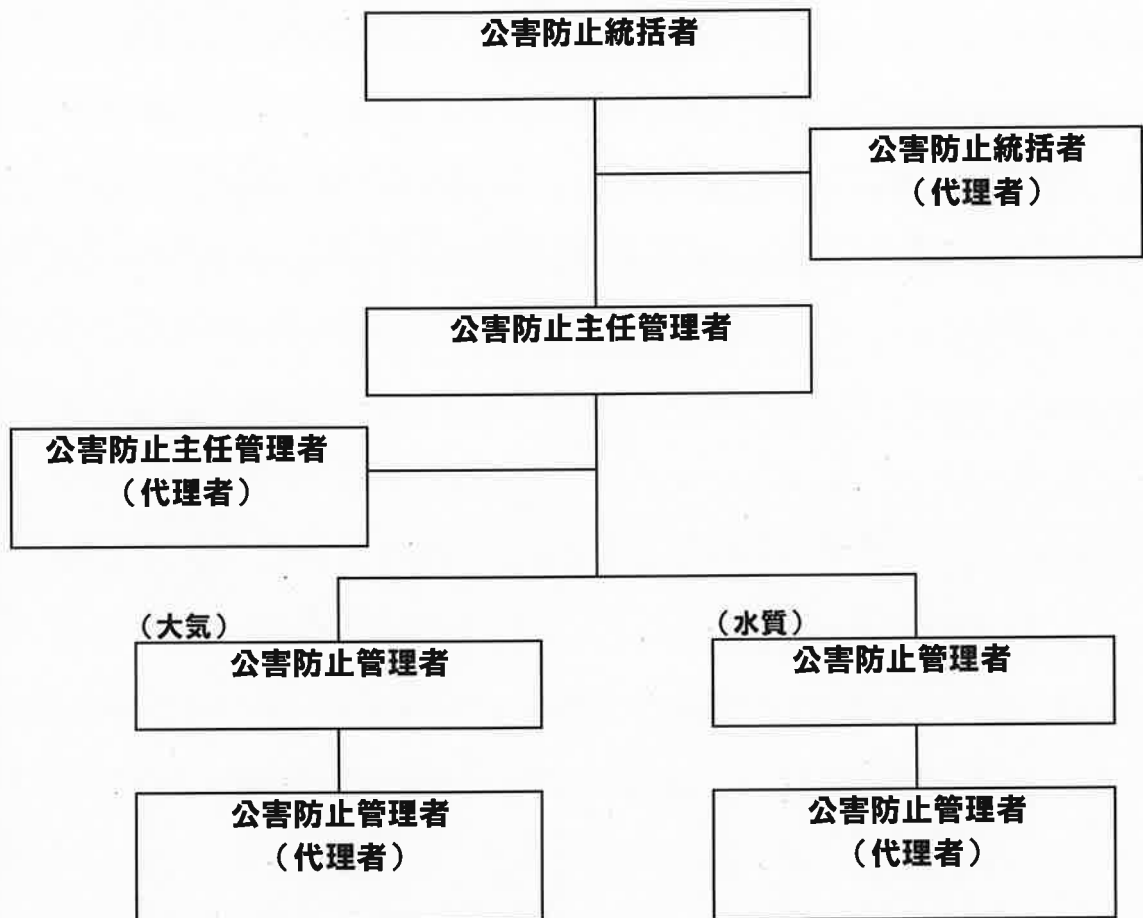 公害防止統括者
公害防止統括者
（代理者）
公害防止主任管理者
公害防止主任管理者
（代理者）
（大気）
公害防止管理者
（水質）
公害防止管理者
公害防止管理者
（代理者）
公害防止管理者
（代理者）